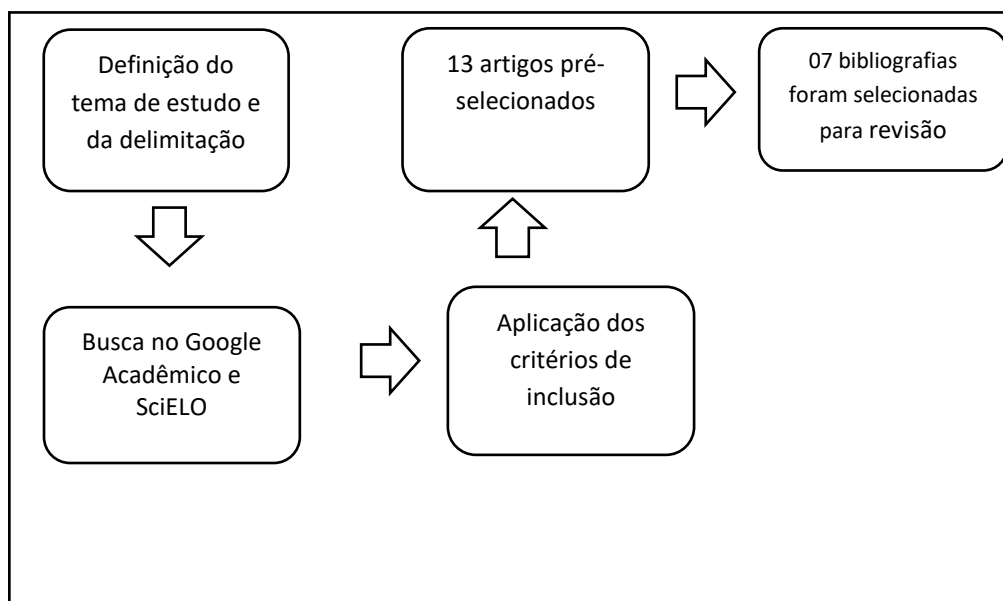 Definição do
tema de estudo e
da delimitação
Busca no Google
Acadêmico e
SciELO
Aplicação dos
critérios de
inclusão
13 artigos pré-
selecionados
07 bibliografias
foram selecionadas
para revisão